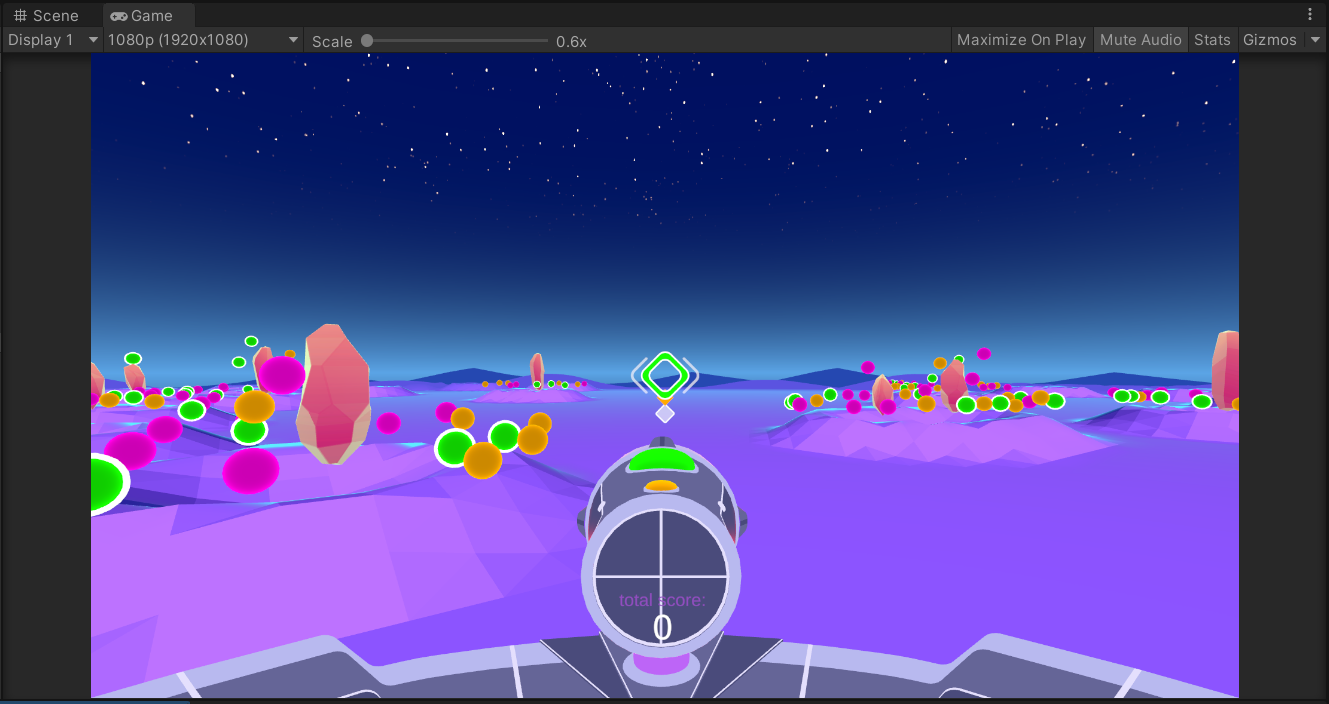 Scene Game
Display 1 1080p (1920x1080) Scale 0.6x Maximize On Play Mute Audio Stats Gizmos
total score:
0